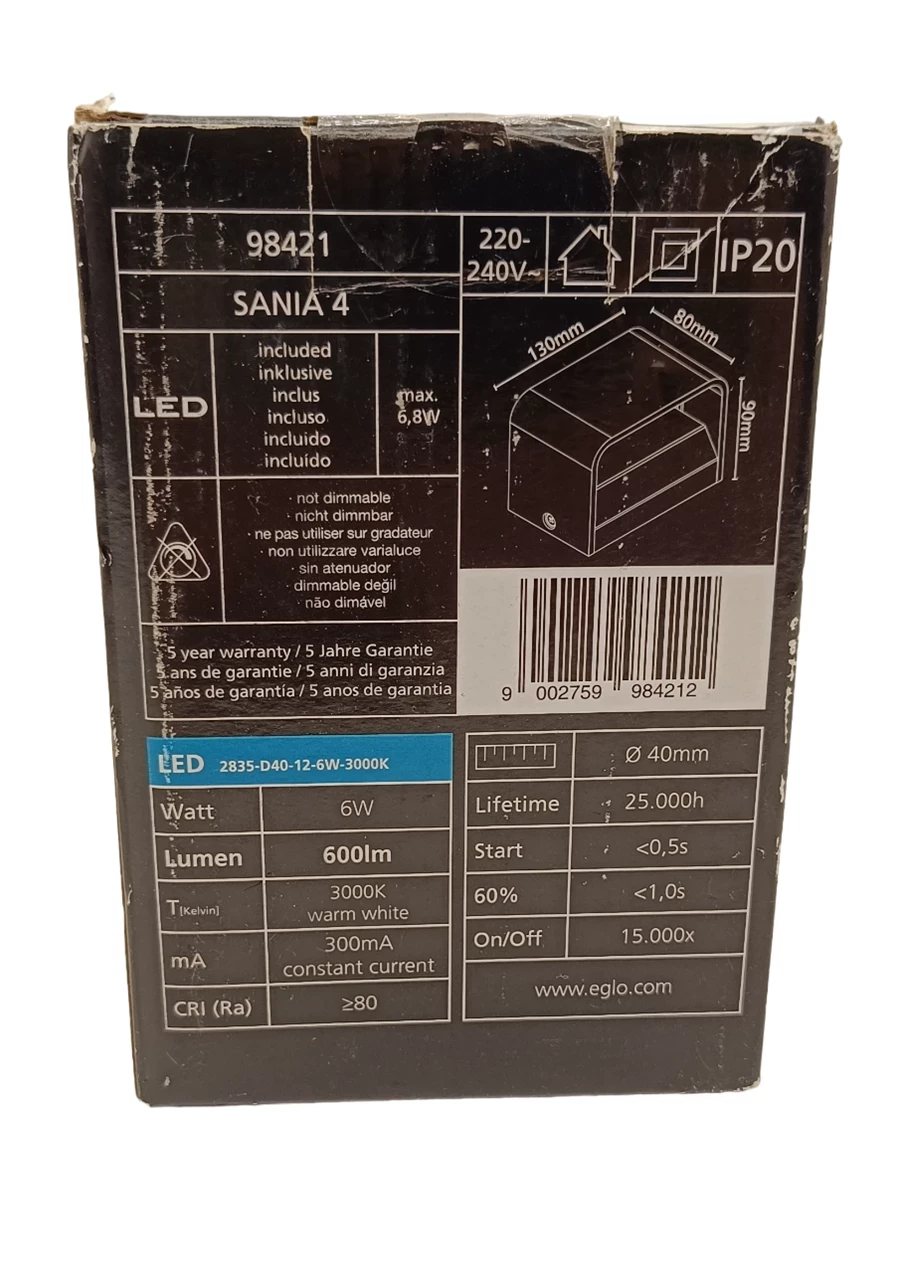 98421
220-
240V~
IP20
SANIA 4
LED
included
inklusive
inclus
incluso
incluido
incluído
max.
6,8W
130mm
80mm
90mm
· not dimmable
· nicht dimmbar
· ne pas utiliser sur gradateur
· non utilizzare varialuce
· sin atenuador
· dimmable değil
· não dimável
5 year warranty / 5 Jahre Garantie
5 ans de garantie / 5 anni di garanzia
5 años de garantía / 5 anos de garantia
9 002759 984212
LED 2835-D40-12-6W-3000K
Watt 6W
Lumen 600lm
T[Kelvin] 3000K
warm white
mA 300mA
constant current
CRI (Ra) ≥80
Ø 40mm
Lifetime 25.000h
Start <0,5s
60% <1,0s
On/Off 15.000x
www.eglo.com